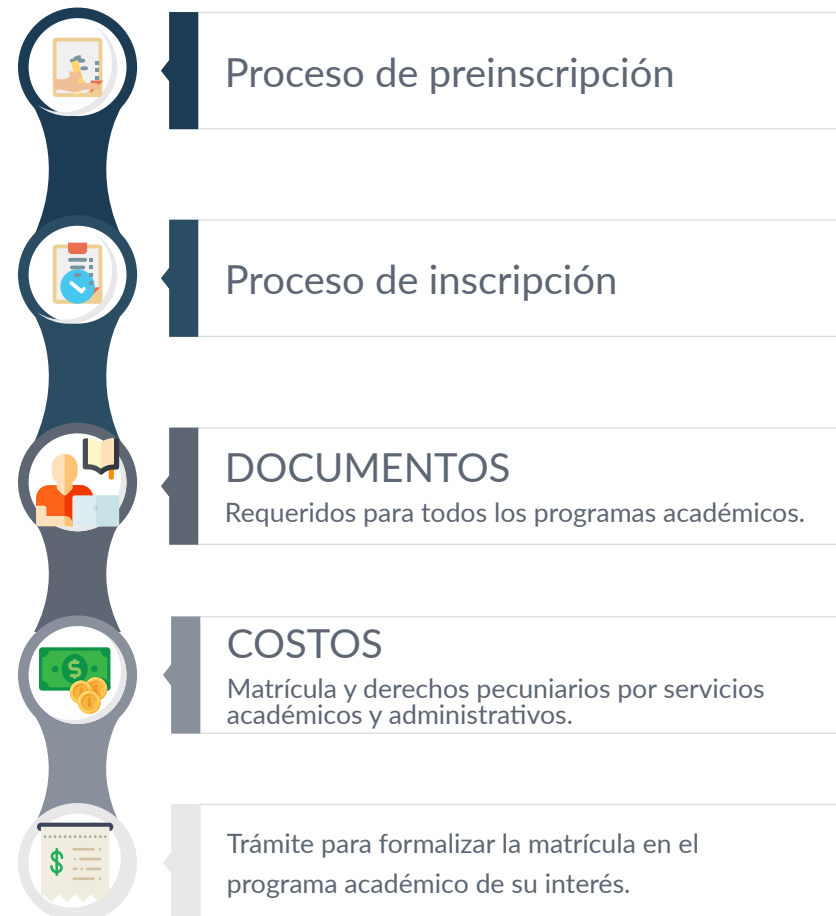 Proceso de preinscripción
Proceso de inscripción
DOCUMENTOS
Requeridos para todos los programas académicos.
COSTOS
Matrícula y derechos pecuniarios por servicios
académicos y administrativos.
Trámite para formalizar la matrícula en el
programa académico de su interés.